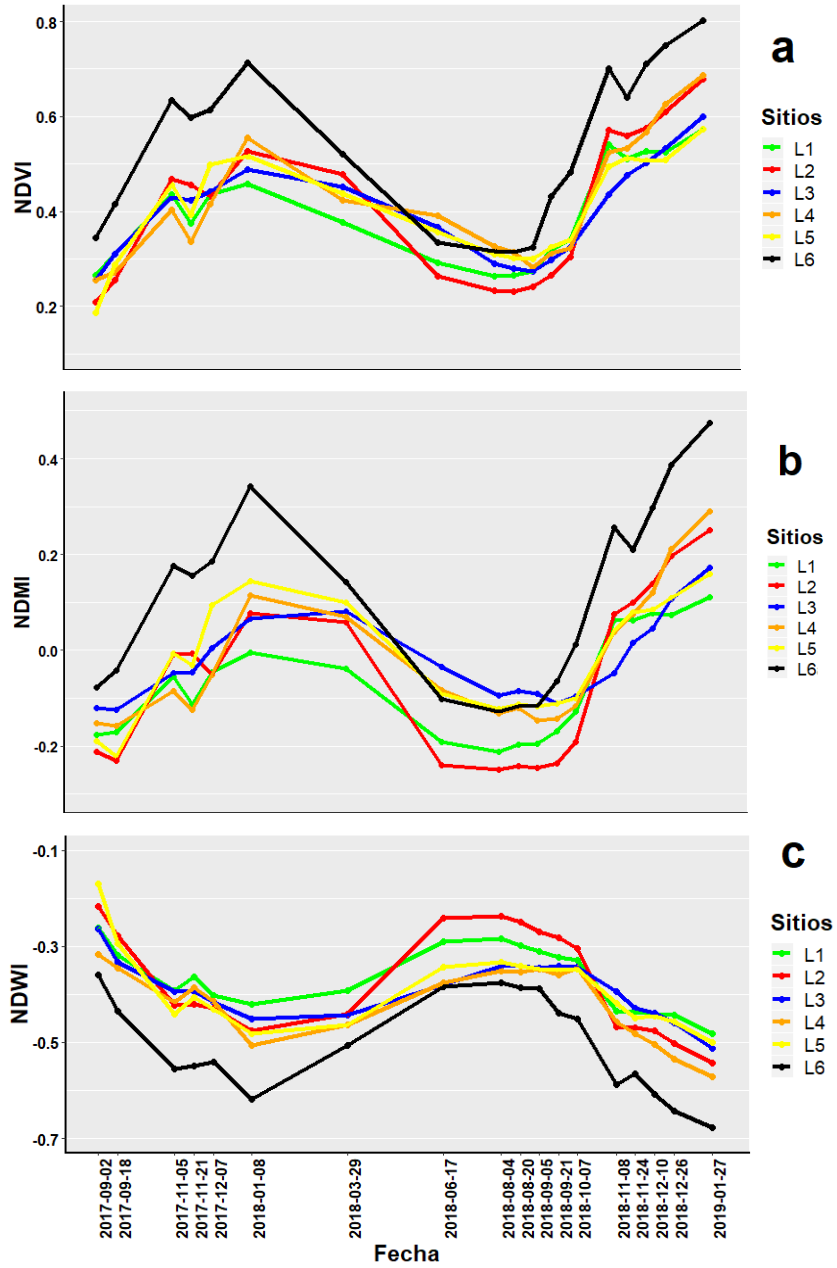 a
NDVI
0.8
0.6
0.4
0.2
Sitios
L1
L2
L3
L4
L5
L6
b
NDMI
0.4
0.2
0.0
-0.2
Sitios
L1
L2
L3
L4
L5
L6
c
NDWI
-0.1
-0.3
-0.5
-0.7
Sitios
L1
L2
L3
L4
L5
L6
2017-09-02
2017-09-18
2017-11-05
2017-11-21
2017-12-07
2018-01-08
2018-03-29
2018-06-17
2018-08-04
2018-08-20
2018-09-05
2018-09-21
2018-10-07
2018-11-08
2018-11-24
2018-12-10
2018-12-26
2019-01-27
Fecha